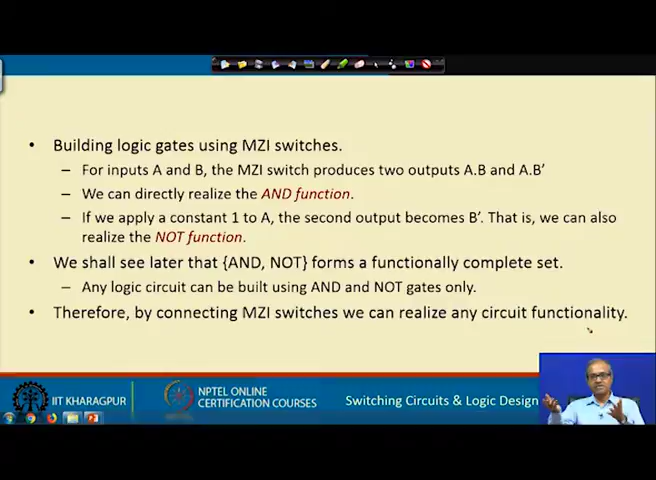 • Building logic gates using MZI switches.
– For inputs A and B, the MZI switch produces two outputs A.B and A.B'
– We can directly realize the AND function.
– If we apply a constant 1 to A, the second output becomes B'. That is, we can also
realize the NOT function.
• We shall see later that {AND, NOT} forms a functionally complete set.
– Any logic circuit can be built using AND and NOT gates only.
• Therefore, by connecting MZI switches we can realize any circuit functionality.
IIT KHARAGPUR
NPTEL ONLINE
CERTIFICATION COURSES
Switching Circuits & Logic Design